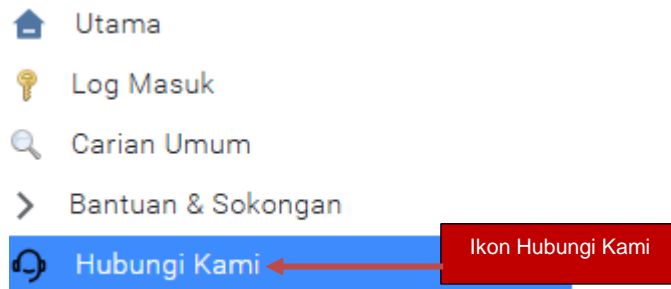 Utama
Log Masuk
Carian Umum
Bantuan & Sokongan
Hubungi Kami
Ikon Hubungi Kami